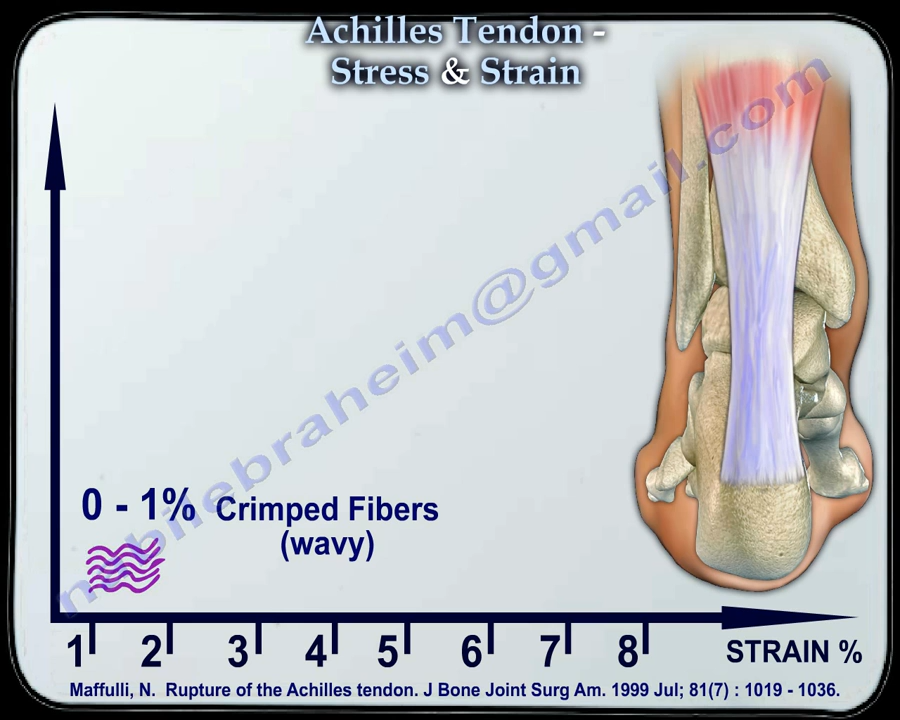 Achilles Tendon -
Stress & Strain
nabilebraheim@gmail.com
0 - 1% Crimped Fibers
(wavy)
1 2 3 4 5 6 7 8 STRAIN %
Maffulli, N. Rupture of the Achilles tendon. J Bone Joint Surg Am. 1999 Jul; 81(7) : 1019 - 1036.